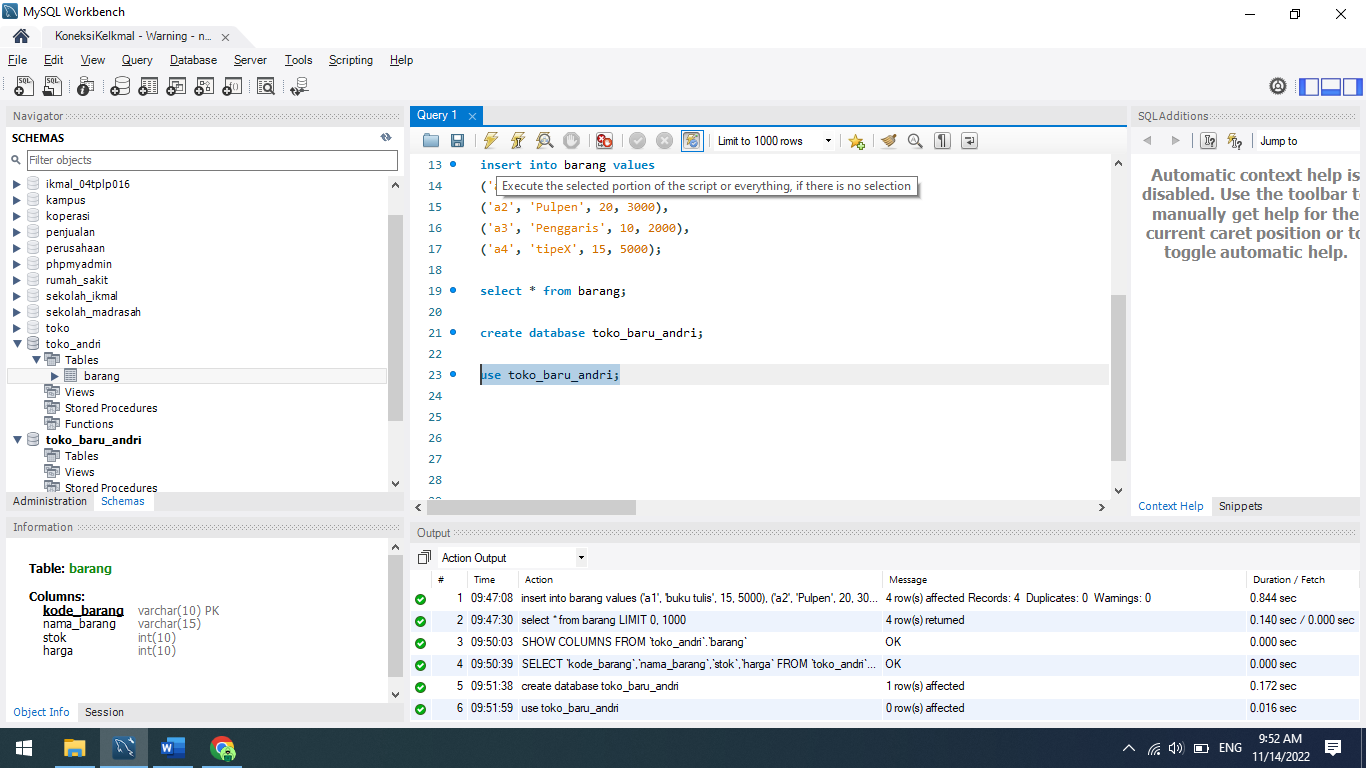 MySQL Workbench
KoneksiKelkmal - Warning - n...
File Edit View Query Database Server Tools Scripting Help
Navigator
SCHEMAS
Filter objects
ikmal_04tplp016
kampus
koperasi
penjualan
perusahaan
phpmyadmin
rumah_sakit
sekolah_ikmal
sekolah_madrasah
toko
toko_andri
Tables
barang
Views
Stored Procedures
Functions
toko_baru_andri
Tables
Views
Stored Procedures
Administration Schemas
Information
Table: barang
Columns:
kode_barang varchar(10) PK
nama_barang varchar(15)
stok int(10)
harga int(10)
Object Info Session
Query 1
Limit to 1000 rows
13 insert into barang values
14 ('a
Execute the selected portion of the script or everything, if there is no selection
15 ('a2', 'Pulpen', 20, 3000),
16 ('a3', 'Penggaris', 10, 2000),
17 ('a4', 'tipeX', 15, 5000);
18
19 select * from barang;
20
21 create database toko_baru_andri;
22
23 use toko_baru_andri;
24
25
26
27
28
SQLAdditions
Jump to
Automatic context help is
disabled. Use the toolbar t
manually get help for the
current caret position or to
toggle automatic help.
Context Help Snippets
Output
Action Output
# Time Action Message Duration / Fetch
1 09:47:08 insert into barang values ('a1', 'buku tulis', 15, 5000), ('a2', 'Pulpen', 20, 30... 4 row(s) affected Records: 4 Duplicates: 0 Warnings: 0 0.844 sec
2 09:47:30 select * from barang LIMIT 0, 1000 4 row(s) returned 0.140 sec / 0.000 sec
3 09:50:03 SHOW COLUMNS FROM `toko_andri`.`barang` OK 0.000 sec
4 09:50:39 SELECT `kode_barang`,`nama_barang`,`stok`,`harga` FROM `toko_andri`... OK 0.000 sec
5 09:51:38 create database toko_baru_andri 1 row(s) affected 0.172 sec
6 09:51:59 use toko_baru_andri 0 row(s) affected 0.016 sec
ENG
9:52 AM
11/14/2022